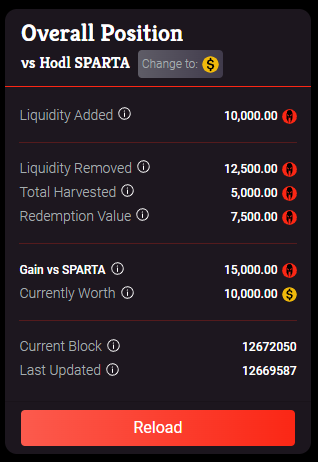 Overall Position
vs Hodl SPARTA Change to: $
Liquidity Added 10,000.00
Liquidity Removed 12,500.00
Total Harvested 5,000.00
Redemption Value 7,500.00
Gain vs SPARTA 15,000.00
Currently Worth 10,000.00 $
Current Block 12672050
Last Updated 12669587
Reload